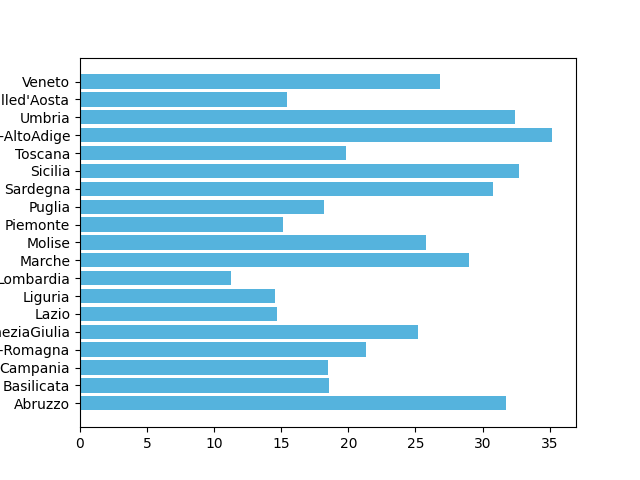 Veneto
lled'Aosta
Umbria
-AltoAdige
Toscana
Sicilia
Sardegna
Puglia
Piemonte
Molise
Marche
Lombardia
Liguria
Lazio
neziaGiulia
-Romagna
Campania
Basilicata
Abruzzo
0 5 10 15 20 25 30 35